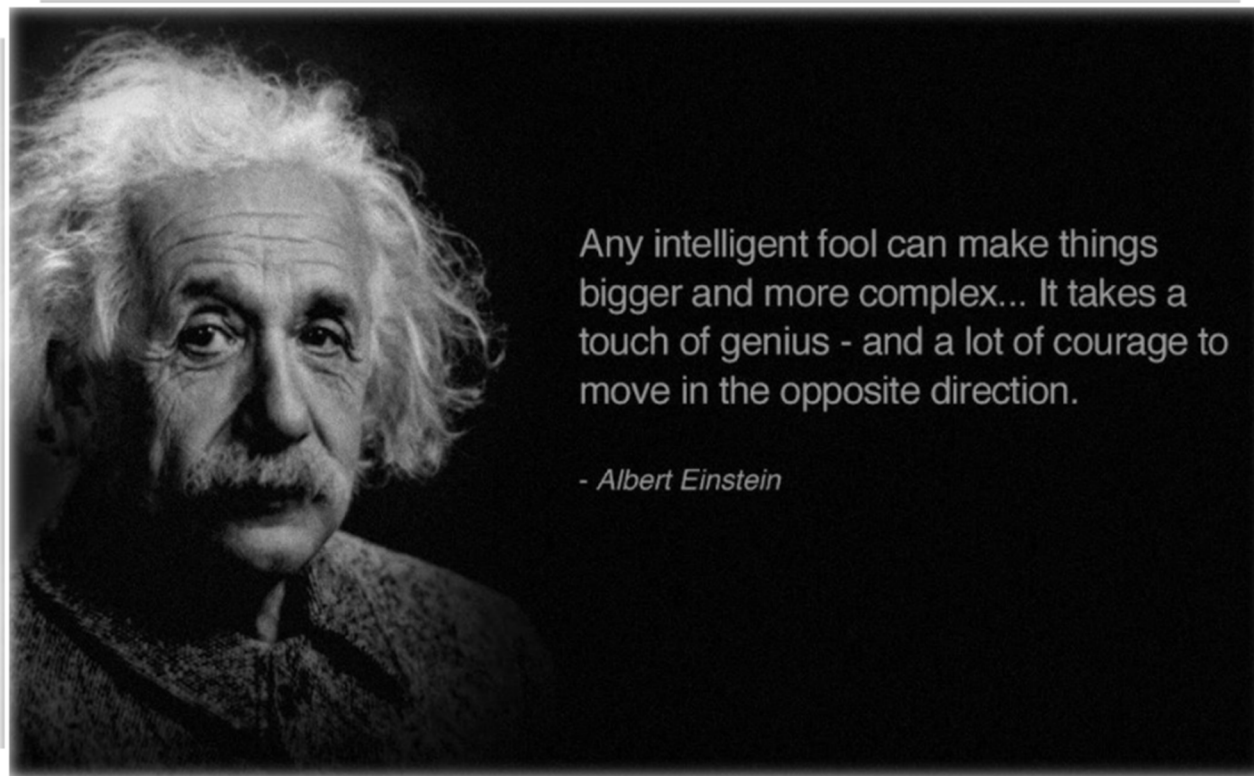 Any intelligent fool can make things
bigger and more complex... It takes a
touch of genius - and a lot of courage to
move in the opposite direction.
- Albert Einstein